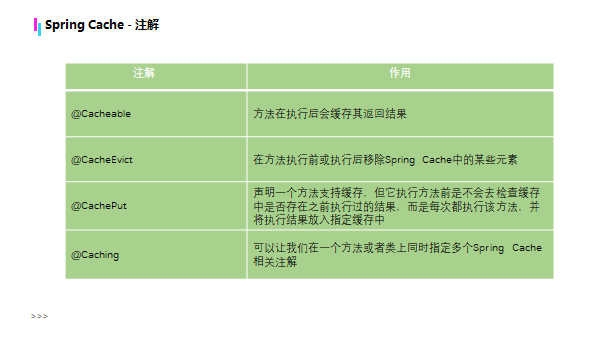 Spring Cache - 注解
注解 作用
@Cacheable 方法在执行后会缓存其返回结果
@CacheEvict 在方法执行前或执行后移除Spring Cache中的某些元素
@CachePut 声明一个方法支持缓存，但它执行方法前是不会去检查缓存
中是否存在之前执行过的结果，而是每次都执行该方法，并
将执行结果放入指定缓存中
@Caching 可以让我们在一个方法或者类上同时指定多个Spring Cache
相关注解
>>>